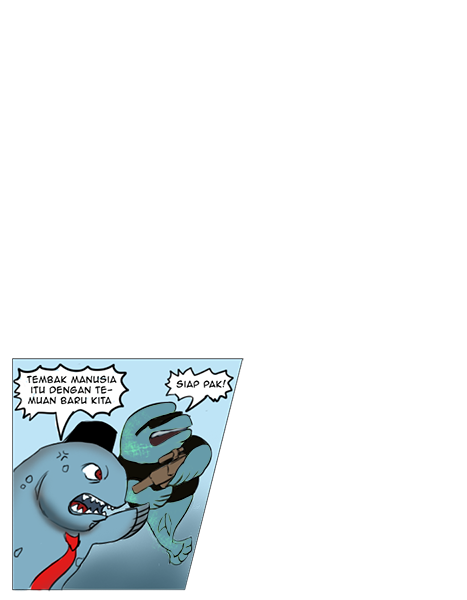 TEMBAK MANUSIA
ITU DENGAN TE-
MUAN BARU KITA
SIAP PAK!